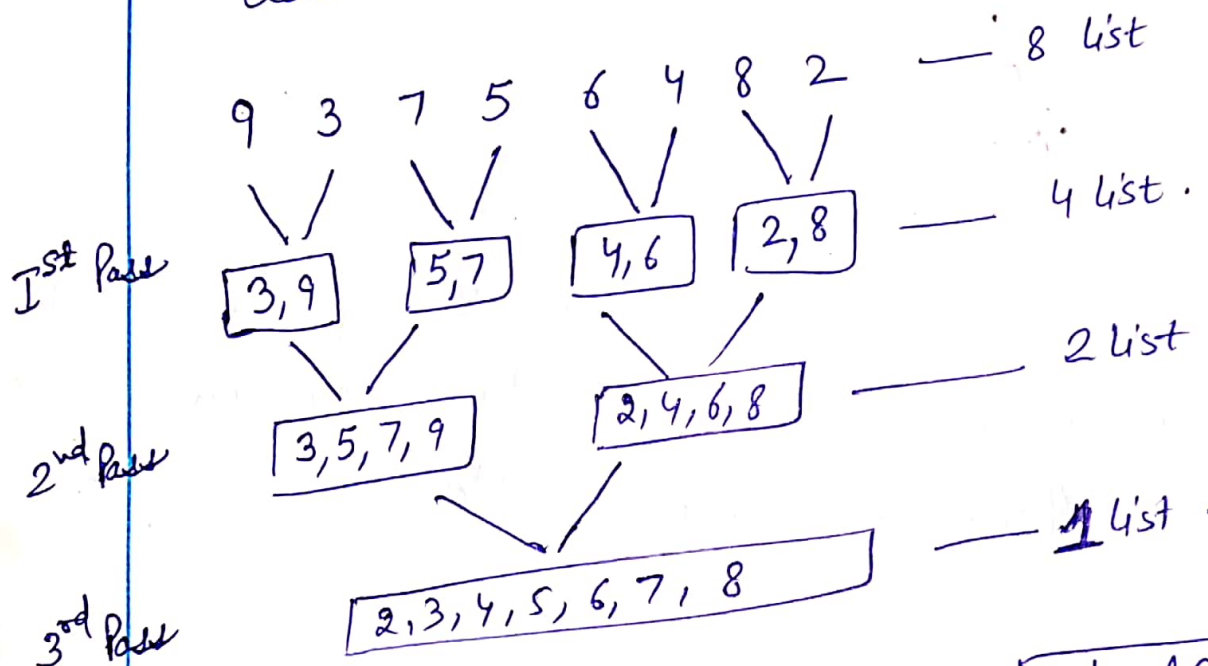 9 3 7 5 6 4 8 2 — 8 list
Ist Pass 3,9 5,7 4,6 2,8 — 4 list.
2nd Pass 3,5,7,9 2,4,6,8 — 2 list
3rd Pass 2,3,4,5,6,7,8 — 1 list